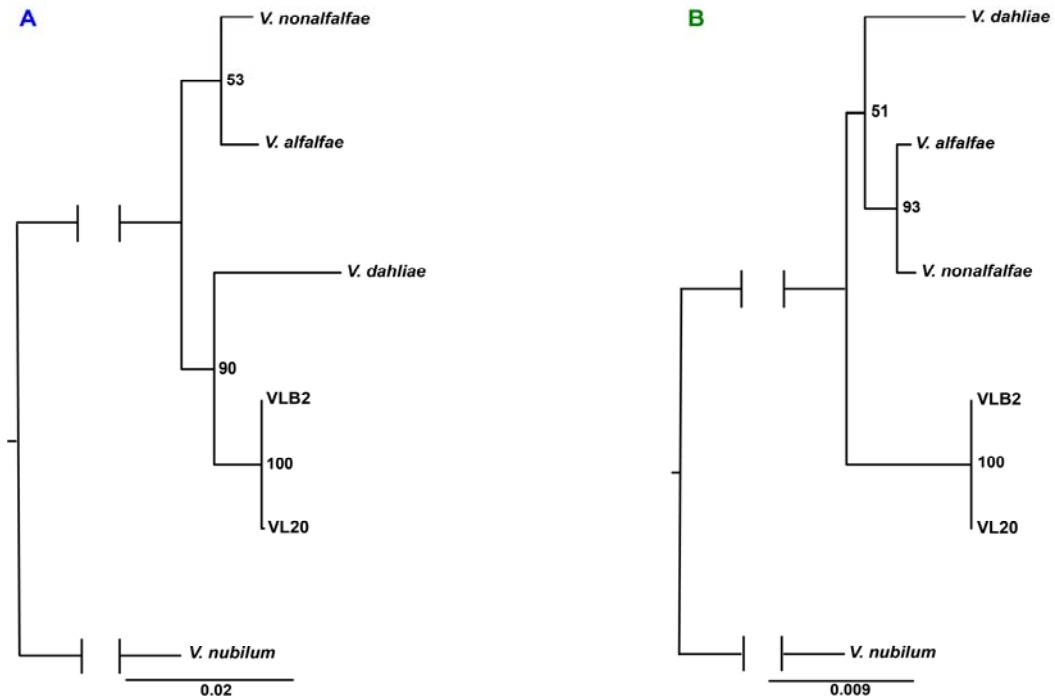 A
V. nonalfalfae
53
V. alfalfae
V. dahliae
90
VLB2
100
VL20
V. nubilum
0.02
B
V. dahliae
51
V. alfalfae
93
V. nonalfalfae
VLB2
100
VL20
V. nubilum
0.009